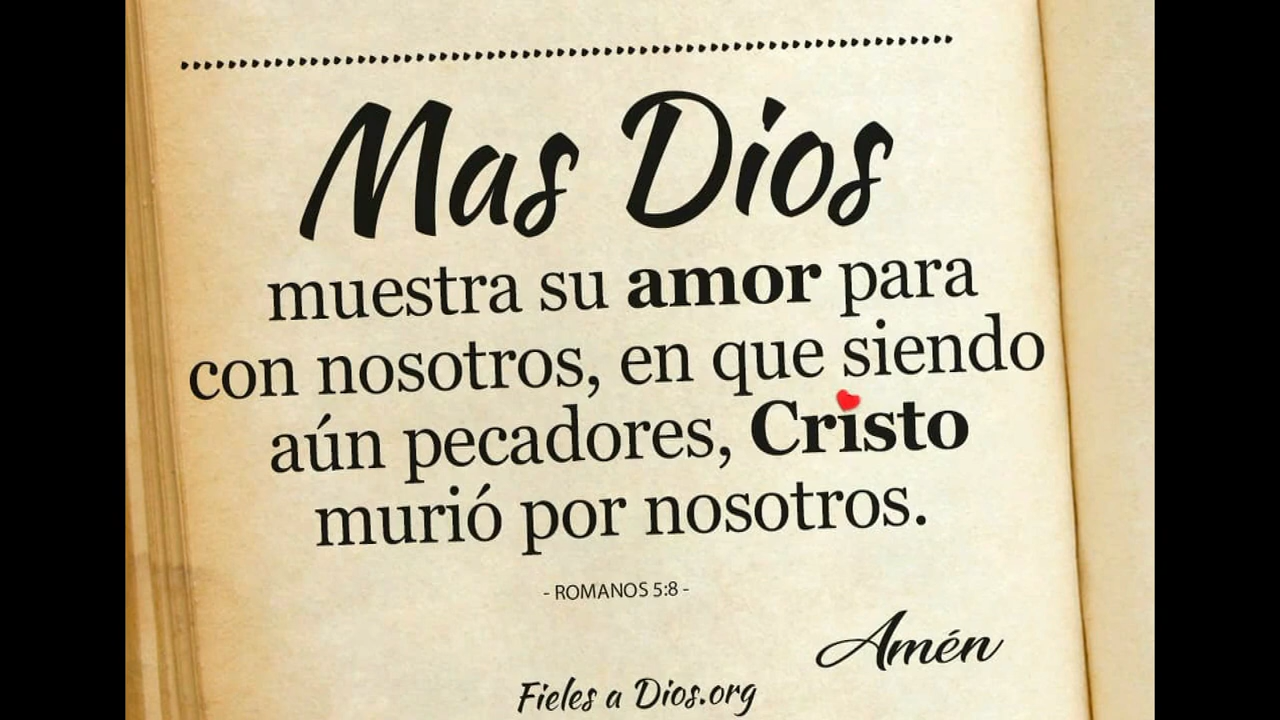 Mas Dios
muestra su amor para
con nosotros, en que siendo
aún pecadores, Cristo
murió por nosotros.
- ROMANOS 5:8 -
Amén
Fieles a Dios.org